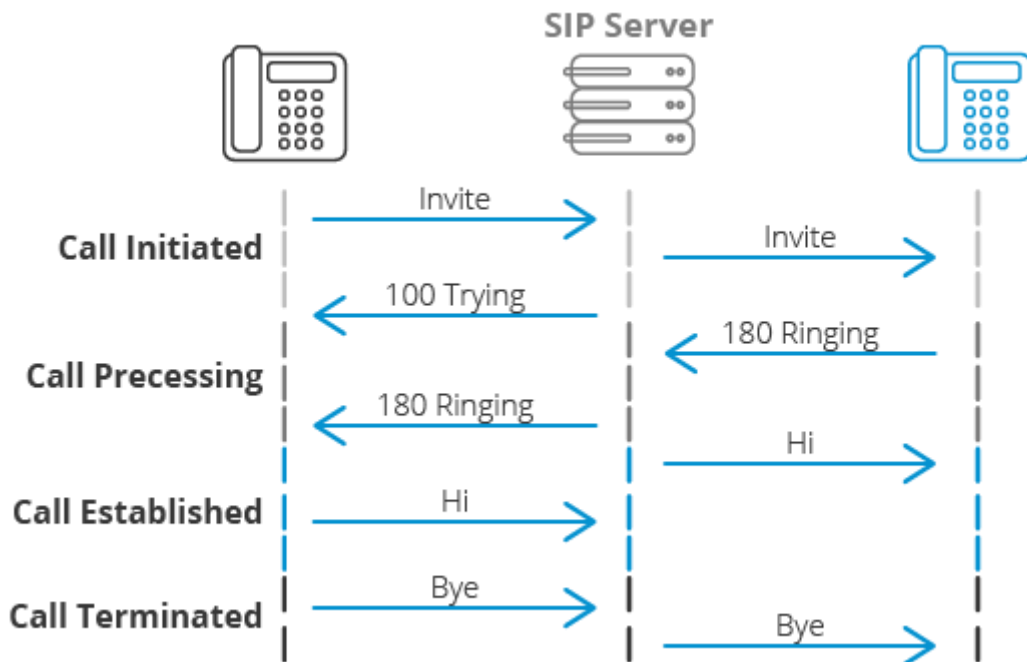 SIP Server
Invite
Call Initiated
Invite
100 Trying
180 Ringing
Call Precessing
180 Ringing
Hi
Call Established
Hi
Bye
Call Terminated
Bye